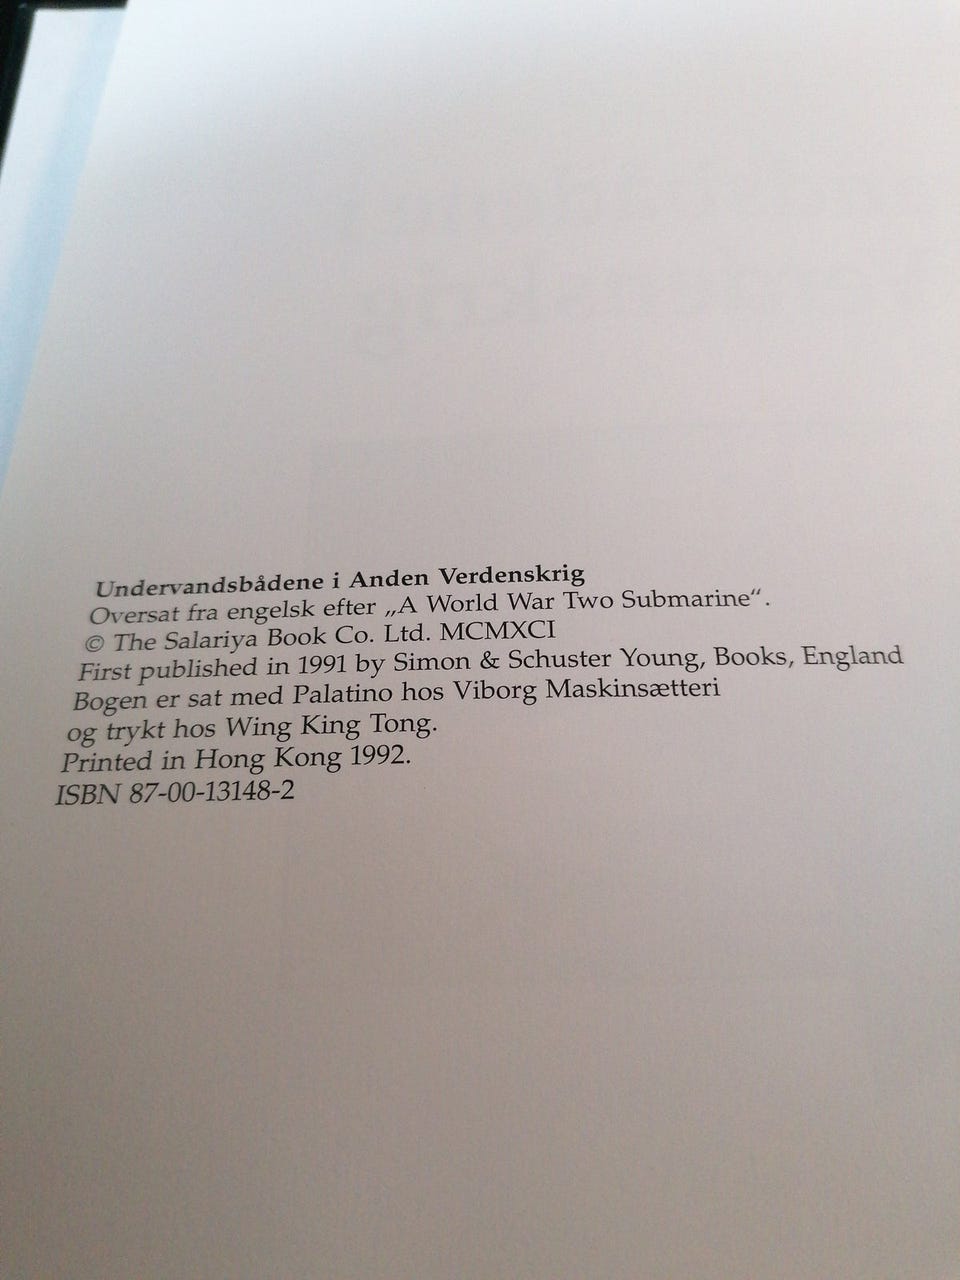 Undervandsbådene i Anden Verdenskrig
Oversat fra engelsk efter „A World War Two Submarine“.
© The Salariya Book Co. Ltd. MCMXCI
First published in 1991 by Simon & Schuster Young, Books, England
Bogen er sat med Palatino hos Viborg Maskinsætteri
og trykt hos Wing King Tong.
Printed in Hong Kong 1992.
ISBN 87-00-13148-2